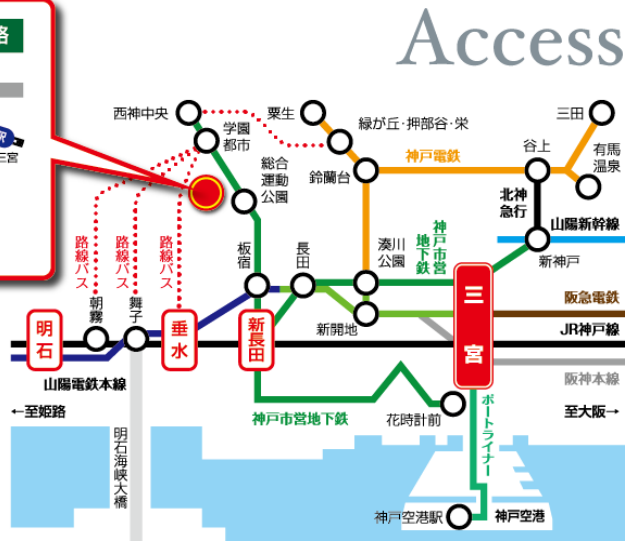 Access
路
駅
三宮
西神中央
学園
都市
総合
運動
公園
粟生
緑が丘・押部谷・栄
鈴蘭台
神戸電鉄
三田
谷上
有馬
温泉
北神
急行
山陽新幹線
新神戸
神戸市営
地下鉄
湊川
公園
板宿
長田
新開地
路線バス
路線バス
路線バス
朝霧
舞子
明石
垂水
新長田
三宮
阪急電鉄
JR神戸線
阪神本線
山陽電鉄本線
←至姫路
神戸市営地下鉄
花時計前
至大阪→
ポートライナー
明石海峡大橋
神戸空港駅
神戸空港